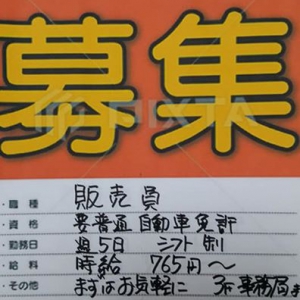 募集
・職種 販売員
・資格 要普通自動車免許
・勤務日 週5日 シフト制
・給料 時給 765円〜
・その他 まずはお気軽に 3F事務局